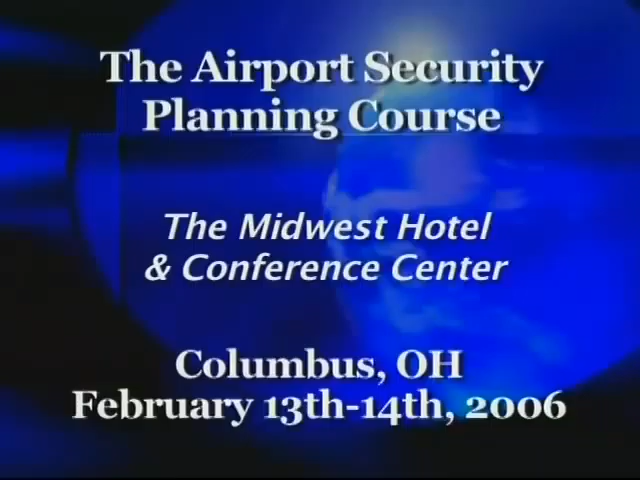 The Airport Security
Planning Course
The Midwest Hotel
& Conference Center
Columbus, OH
February 13th-14th, 2006